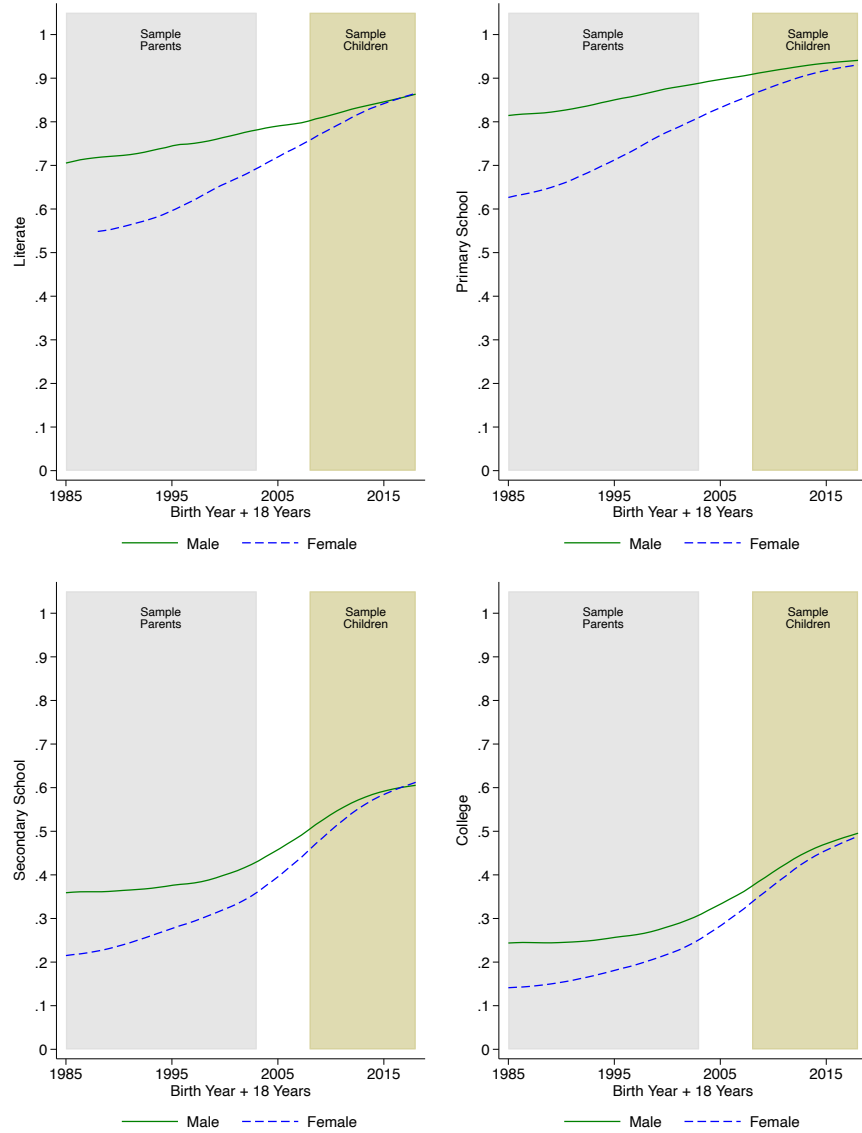 Sample
Parents
Sample
Children
1
.9
.8
.7
.6
.5
.4
.3
.2
.1
0
Literate
1985
1995
2005
2015
Birth Year + 18 Years
Male
Female
Sample
Parents
Sample
Children
1
.9
.8
.7
.6
.5
.4
.3
.2
.1
0
Primary School
1985
1995
2005
2015
Birth Year + 18 Years
Male
Female
Sample
Parents
Sample
Children
1
.9
.8
.7
.6
.5
.4
.3
.2
.1
0
Secondary School
1985
1995
2005
2015
Birth Year + 18 Years
Male
Female
Sample
Parents
Sample
Children
1
.9
.8
.7
.6
.5
.4
.3
.2
.1
0
College
1985
1995
2005
2015
Birth Year + 18 Years
Male
Female